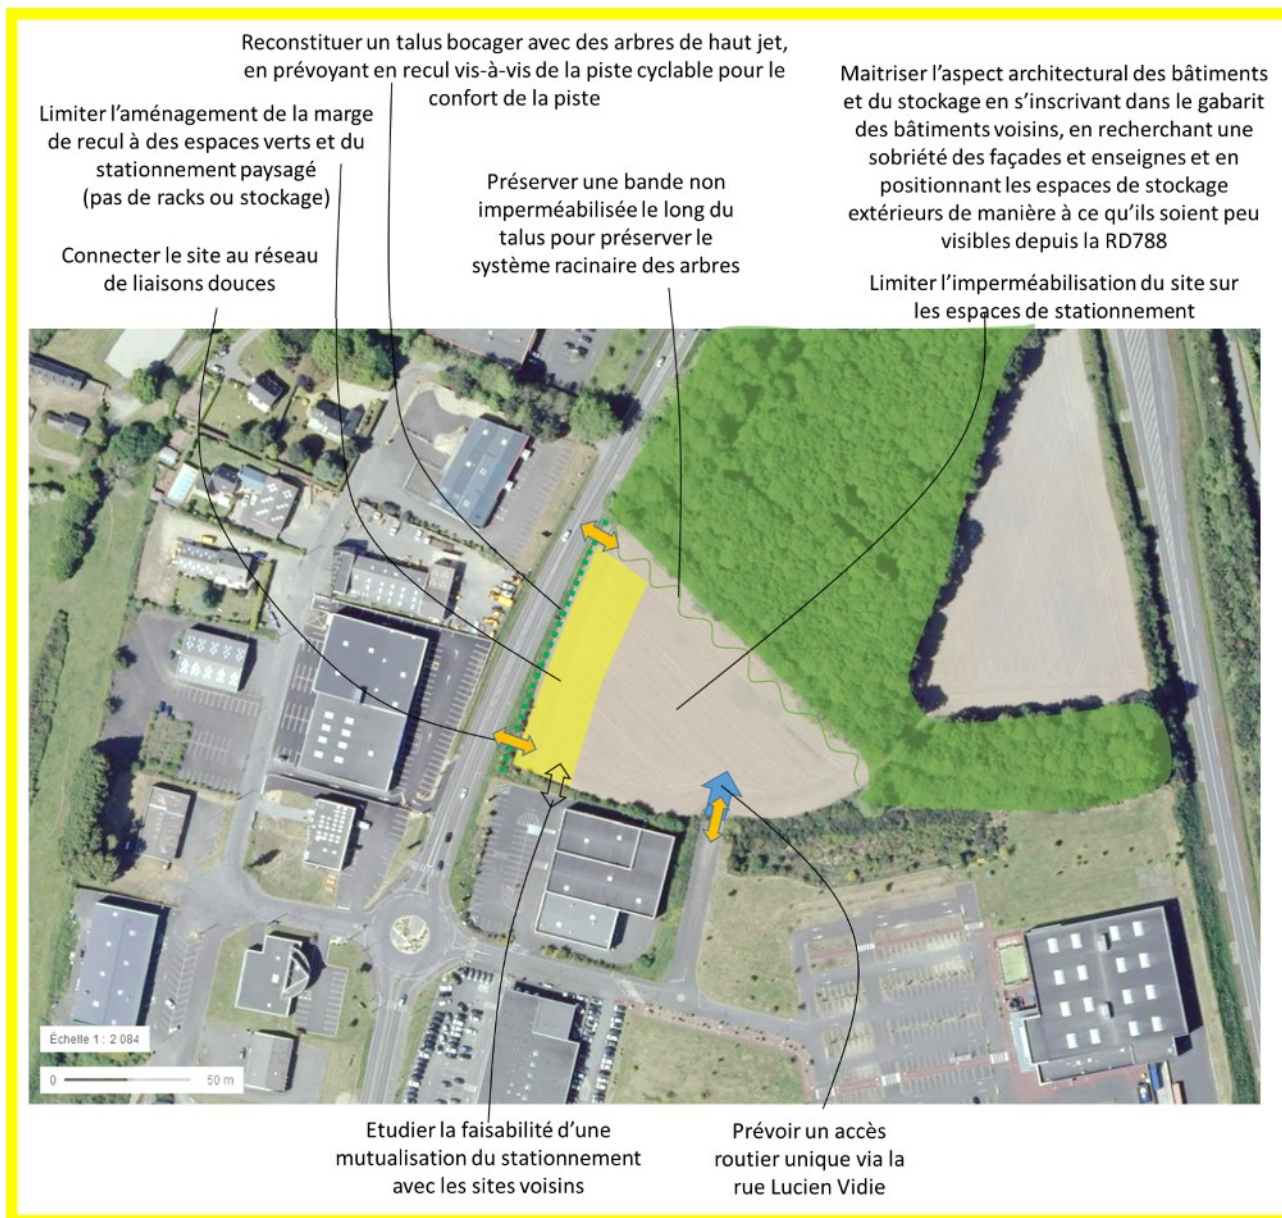 Reconstituer un talus bocager avec des arbres de haut jet,
en prévoyant en recul vis-à-vis de la piste cyclable pour le
confort de la piste
Limiter l'aménagement de la marge
de recul à des espaces verts et du
stationnement paysagé
(pas de racks ou stockage)
Connecter le site au réseau
de liaisons douces
Préserver une bande non
imperméabilisée le long du
talus pour préserver le
système racinaire des arbres
Maitriser l'aspect architectural des bâtiments
et du stockage en s'inscrivant dans le gabarit
des bâtiments voisins, en recherchant une
sobriété des façades et enseignes et en
positionnant les espaces de stockage
extérieurs de manière à ce qu'ils soient peu
visibles depuis la RD788
Limiter l'imperméabilisation du site sur
les espaces de stationnement
Échelle 1 : 2 084
0 50 m
Etudier la faisabilité d'une
mutualisation du stationnement
avec les sites voisins
Prévoir un accès
routier unique via la
rue Lucien Vidie